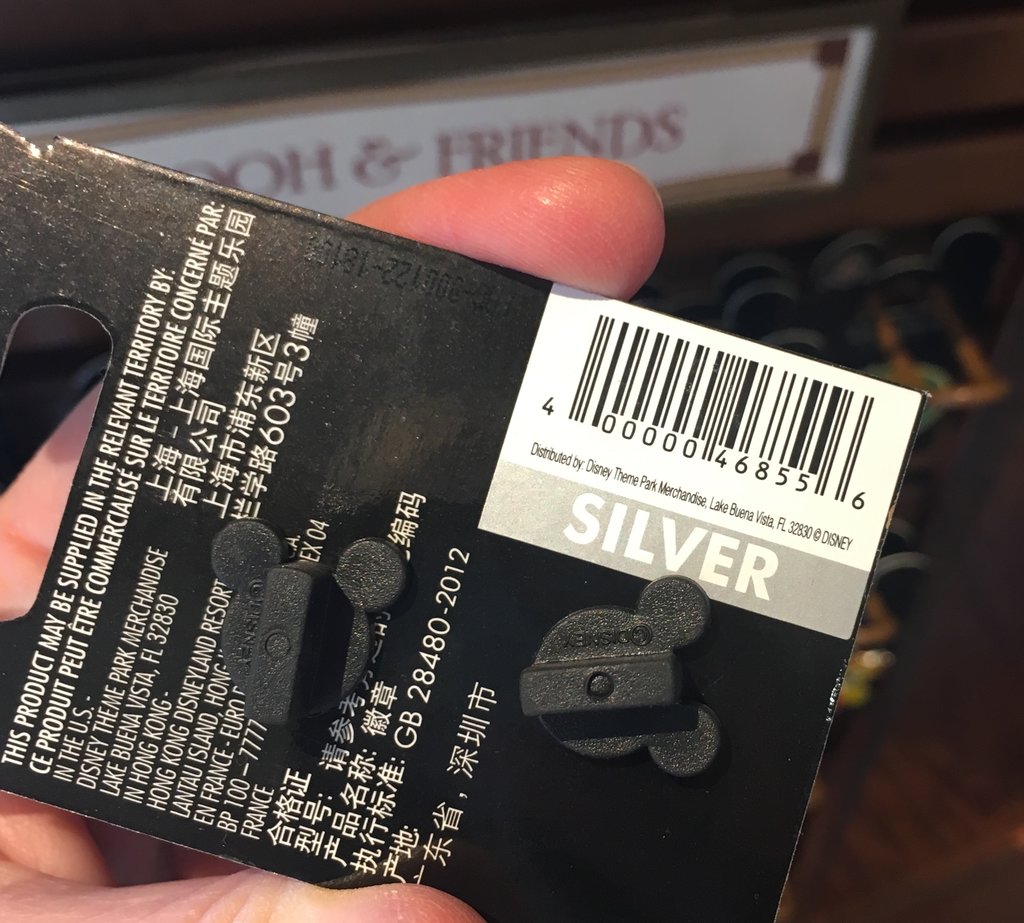 & FRIENDS
4 00000 46855 6
Distributed by: Disney Theme Park Merchandise, Lake Buena Vista, FL 32830 © DISNEY
SILVER
THIS PRODUCT MAY BE SUPPLIED IN THE RELEVANT TERRITORY BY:
CE PRODUIT PEUT ÊTRE COMMERCIALISÉ SUR LE TERRITOIRE CONCERNÉ PAR:
IN THE U.S.
DISNEY THEME PARK MERCHANDISE
LAKE BUENA VISTA, FL 32830
IN HONG KONG:
HONG KONG DISNEYLAND RESORT
LANTAU ISLAND, HONG
EN FRANCE - EURO
BP 100 – 7777
FRANCE
上海 – 上海国际主题乐园
有限公司
上海市浦东新区
学路603号3幢
合格证
型号: 请参考 编码
产品名称: 徽章
执行标准: GB 28480-2012
产地:
广东省, 深圳市
©DISNEY
©DISNEY